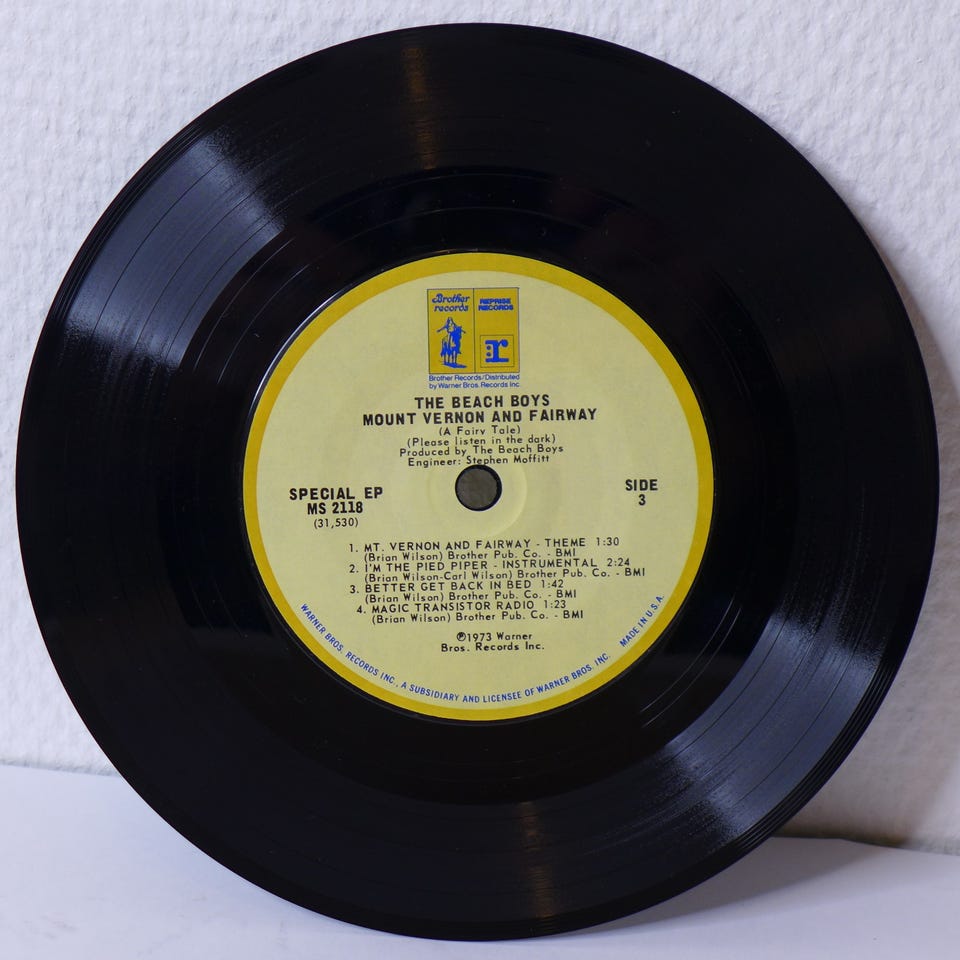 Brother
records
REPRISE
RECORDS
r
Brother Records/Distributed
by Warner Bros. Records Inc.
THE BEACH BOYS
MOUNT VERNON AND FAIRWAY
(A Fairy Tale)
(Please listen in the dark)
Produced by The Beach Boys
Engineer: Stephen Moffitt
SPECIAL EP
MS 2118
(31,530)
SIDE
3
1. MT. VERNON AND FAIRWAY - THEME 1:30
(Brian Wilson) Brother Pub. Co. - BMI
2. I'M THE PIED PIPER - INSTRUMENTAL 2:24
(Brian Wilson-Carl Wilson) Brother Pub. Co. - BMI
3. BETTER GET BACK IN BED 1:42
(Brian Wilson) Brother Pub. Co. - BMI
4. MAGIC TRANSISTOR RADIO 1:23
(Brian Wilson) Brother Pub. Co. - BMI
℗1973 Warner
Bros. Records Inc.
WARNER BROS. RECORDS INC., A SUBSIDIARY AND LICENSEE OF WARNER BROS. INC. MADE IN U.S.A.